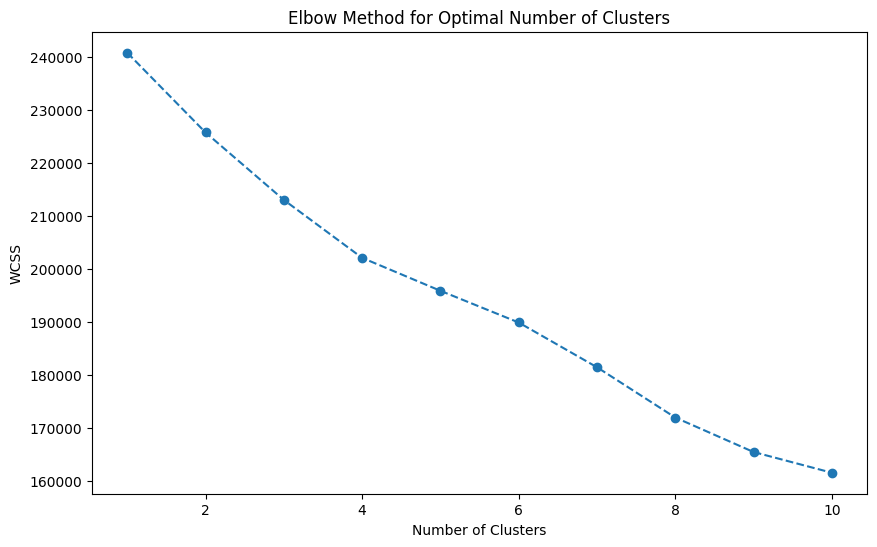 Elbow Method for Optimal Number of Clusters
240000
230000
220000
210000
200000
190000
180000
170000
160000
WCSS
2 4 6 8 10
Number of Clusters